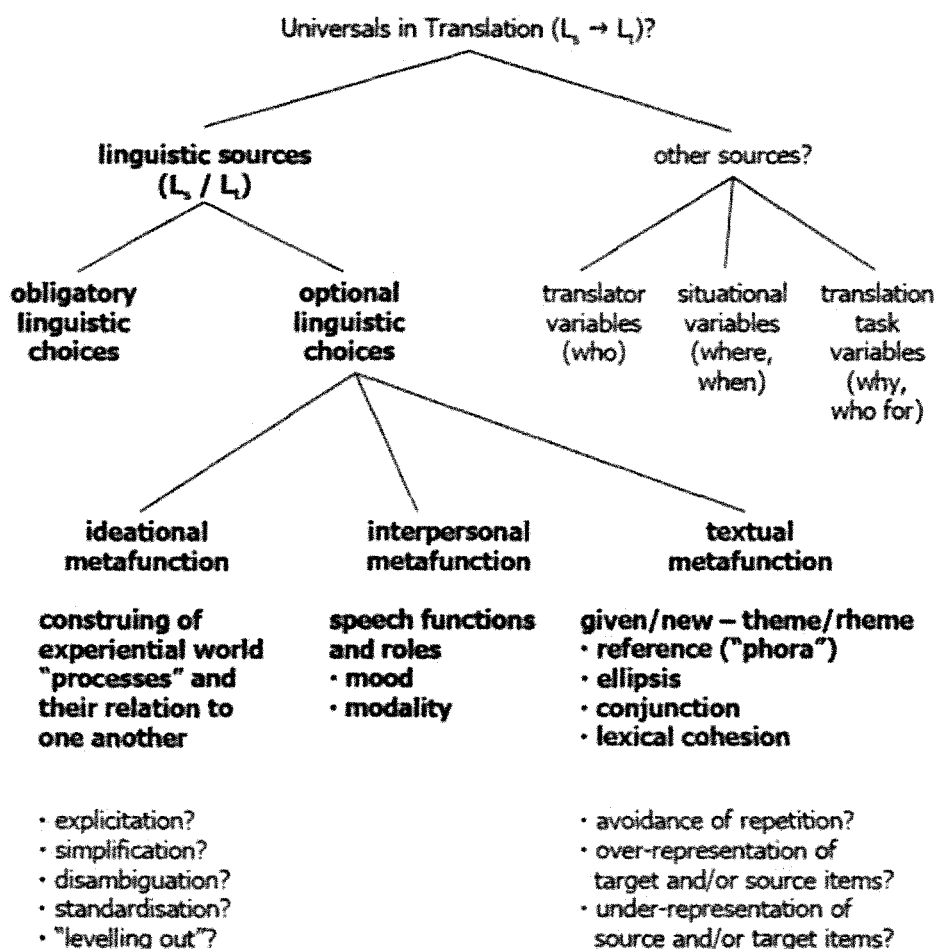 Universals in Translation (Ls → Lt)?
linguistic sources
(Ls / Lt)
other sources?
obligatory
linguistic
choices
optional
linguistic
choices
translator
variables
(who)
situational
variables
(where,
when)
translation
task
variables
(why,
who for)
ideational
metafunction
interpersonal
metafunction
textual
metafunction
construing of
experiential world
"processes" and
their relation to
one another
speech functions
and roles
· mood
· modality
given/new – theme/rheme
· reference ("phora")
· ellipsis
· conjunction
· lexical cohesion
· explicitation?
· simplification?
· disambiguation?
· standardisation?
· "levelling out"?
· avoidance of repetition?
· over-representation of
target and/or source items?
· under-representation of
source and/or target items?